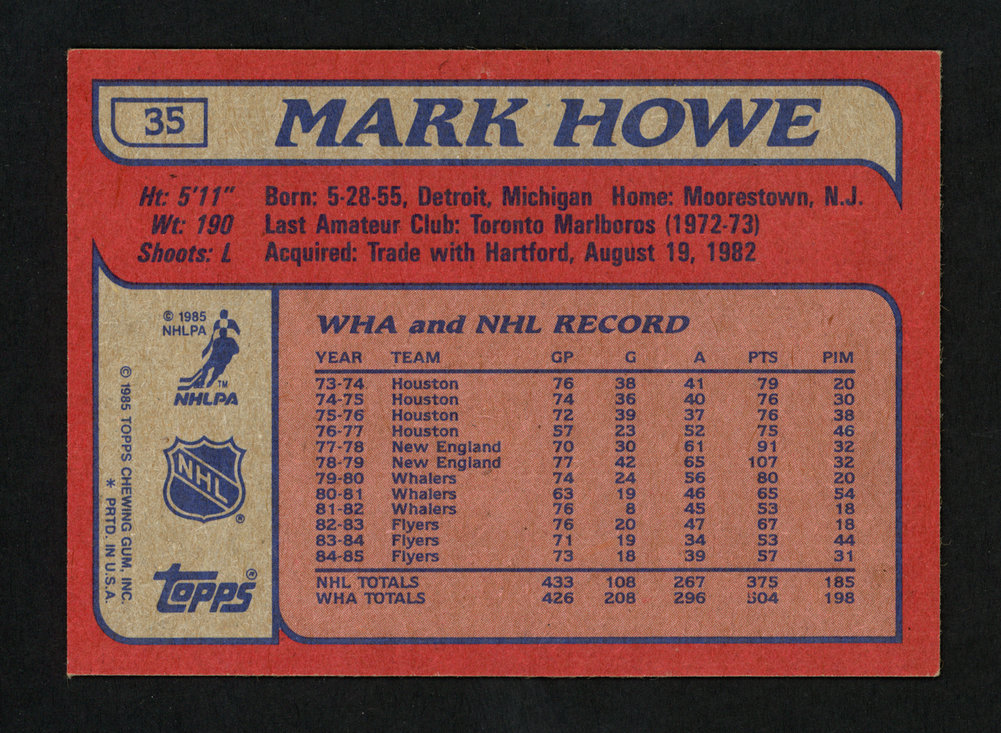 35
MARK HOWE
Ht: 5'11" Born: 5-28-55, Detroit, Michigan Home: Moorestown, N.J.
Wt: 190 Last Amateur Club: Toronto Marlboros (1972-73)
Shoots: L Acquired: Trade with Hartford, August 19, 1982
© 1985
NHLPA
TM
NHLPA
NHL
®
topps®
© 1985 TOPPS CHEWING GUM, INC.
* PRTD. IN U.S.A.
WHA and NHL RECORD
YEAR TEAM GP G A PTS PIM
73-74 Houston 76 38 41 79 20
74-75 Houston 74 36 40 76 30
75-76 Houston 72 39 37 76 38
76-77 Houston 57 23 52 75 46
77-78 New England 70 30 61 91 32
78-79 New England 77 42 65 107 32
79-80 Whalers 74 24 56 80 20
80-81 Whalers 63 19 46 65 54
81-82 Whalers 76 8 45 53 18
82-83 Flyers 76 20 47 67 18
83-84 Flyers 71 19 34 53 44
84-85 Flyers 73 18 39 57 31
NHL TOTALS 433 108 267 375 185
WHA TOTALS 426 208 296 504 198